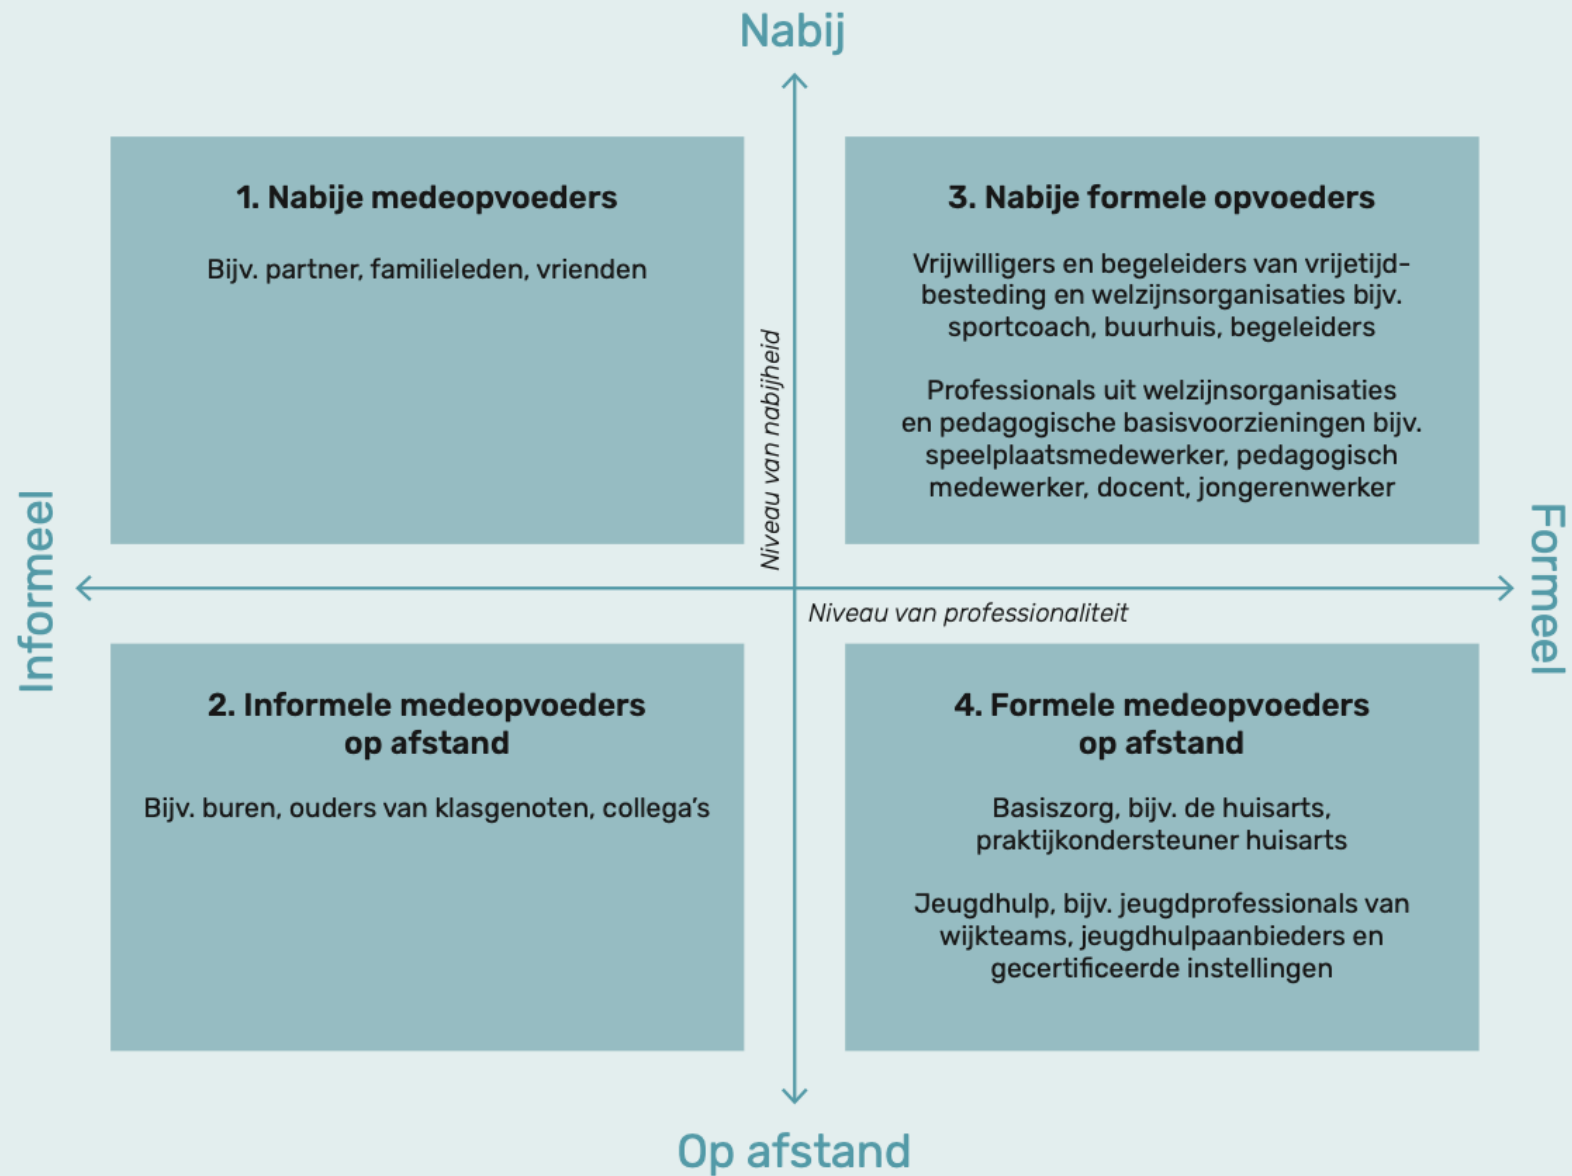 Nabij
1. Nabije medeopvoeders
Bijv. partner, familieleden, vrienden
3. Nabije formele opvoeders
Vrijwilligers en begeleiders van vrijetijd-
besteding en welzijnsorganisaties bijv.
sportcoach, buurhuis, begeleiders
Professionals uit welzijnsorganisaties
en pedagogische basisvoorzieningen bijv.
speelplaatsmedewerker, pedagogisch
medewerker, docent, jongerenwerker
Niveau van nabijheid
Informeel
Formeel
Niveau van professionaliteit
2. Informele medeopvoeders
op afstand
Bijv. buren, ouders van klasgenoten, collega's
4. Formele medeopvoeders
op afstand
Basiszorg, bijv. de huisarts,
praktijkondersteuner huisarts
Jeugdhulp, bijv. jeugdprofessionals van
wijkteams, jeugdhulpaanbieders en
gecertificeerde instellingen
Op afstand